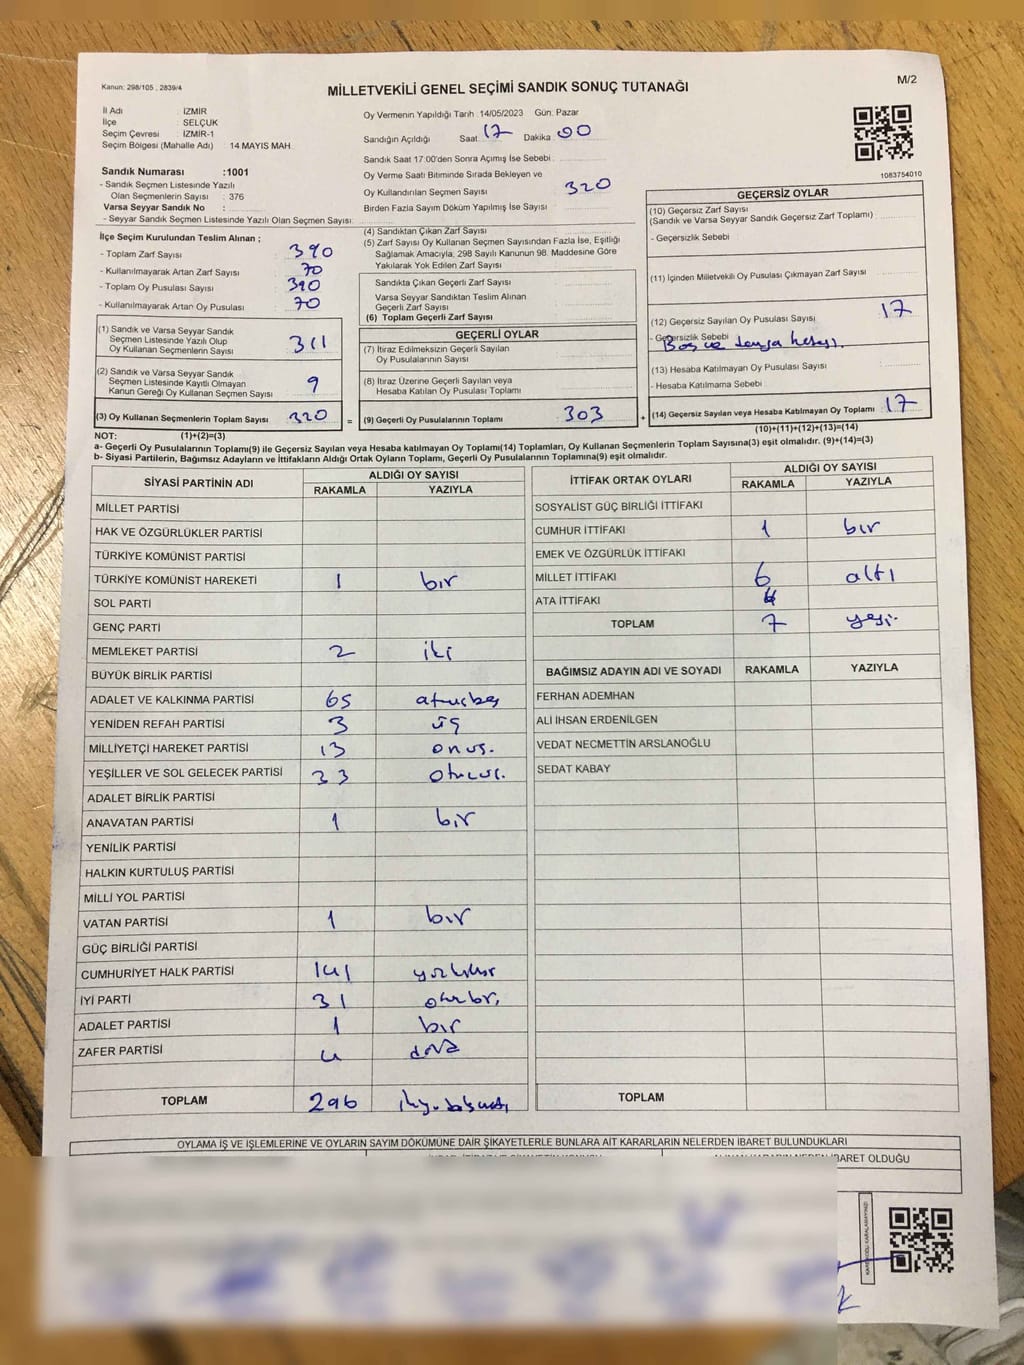 Kanun: 298/105 , 2839/4
MİLLETVEKİLİ GENEL SEÇİMİ SANDIK SONUÇ TUTANAĞI
M/2
İl Adı : İZMİR
İlçe : SELÇUK
Seçim Çevresi : İZMİR-1
Seçim Bölgesi (Mahalle Adı) 14 MAYIS MAH.
Sandık Numarası :1001
- Sandık Seçmen Listesinde Yazılı
Olan Seçmenlerin Sayısı : 376
Varsa Seyyar Sandık No :
- Seyyar Sandık Seçmen Listesinde Yazılı Olan Seçmen Sayısı:
Oy Vermenin Yapıldığı Tarih :14/05/2023 Gün: Pazar
Sandığın Açıldığı Saat: 17 Dakika: 00
Sandık Saat 17:00'den Sonra Açımış İse Sebebi :
Oy Verme Saati Bitiminde Sırada Bekleyen ve
Oy Kullandırılan Seçmen Sayısı 320
Birden Fazla Sayım Döküm Yapılmış İse Sayısı :
1083754010
İlçe Seçim Kurulundan Teslim Alınan ;
- Toplam Zarf Sayısı : 390
- Kullanılmayarak Artan Zarf Sayısı : 70
- Toplam Oy Pusulası Sayısı : 390
- Kullanılmayarak Artan Oy Pusulası : 70
(1) Sandık ve Varsa Seyyar Sandık
Seçmen Listesinde Yazılı Olup
Oy Kullanan Seçmenlerin Sayısı 311
(2) Sandık ve Varsa Seyyar Sandık
Seçmen Listesinde Kayıtlı Olmayan
Kanun Gereği Oy Kullanan Seçmen Sayısı 9
(3) Oy Kullanan Seçmenlerin Toplam Sayısı 320 =
(4) Sandıktan Çıkan Zarf Sayısı
(5) Zarf Sayısı Oy Kullanan Seçmen Sayısından Fazla İse, Eşitliği
Sağlamak Amacıyla; 298 Sayılı Kanunun 98. Maddesine Göre
Yakılarak Yok Edilen Zarf Sayısı
Sandıkta Çıkan Geçerli Zarf Sayısı
Varsa Seyyar Sandıktan Teslim Alınan
Geçerli Zarf Sayısı
(6) Toplam Geçerli Zarf Sayısı
GEÇERLİ OYLAR
(7) İtiraz Edilmeksizin Geçerli Sayılan
Oy Pusulalarının Sayısı
(8) İtiraz Üzerine Geçerli Sayılan veya
Hesaba Katılan Oy Pusulası Toplamı
(9) Geçerli Oy Pusulalarının Toplamı 303 +
GEÇERSİZ OYLAR
(10) Geçersiz Zarf Sayısı
(Sandık ve Varsa Seyyar Sandık Geçersiz Zarf Toplamı)
- Geçersizlik Sebebi :
(11) İçinden Milletvekili Oy Pusulası Çıkmayan Zarf Sayısı
(12) Geçersiz Sayılan Oy Pusulası Sayısı 17
- Geçersizlik Sebebi :
Boş ve
(13) Hesaba Katılmayan Oy Pusulası Sayısı
- Hesaba Katılmama Sebebi :
(14) Geçersiz Sayılan veya Hesaba Katılmayan Oy Toplamı 17
NOT: (1)+(2)=(3) (10)+(11)+(12)+(13)=(14)
a- Geçerli Oy Pusulalarının Toplamı(9) ile Geçersiz Sayılan veya Hesaba katılmayan Oy Toplamı(14) Toplamları, Oy Kullanan Seçmenlerin Toplam Sayısına(3) eşit olmalıdır. (9)+(14)=(3)
b- Siyasi Partilerin, Bağımsız Adayların ve İttifakların Aldığı Ortak Oyların Toplamı, Geçerli Oy Pusulalarının Toplamına(9) eşit olmalıdır.
SİYASİ PARTİNİN ADI ALDIĞI OY SAYISI
RAKAMLA YAZIYLA
MİLLET PARTİSİ
HAK VE ÖZGÜRLÜKLER PARTİSİ
TÜRKİYE KOMÜNİST PARTİSİ
TÜRKİYE KOMÜNİST HAREKETİ 1 bir
SOL PARTİ
GENÇ PARTİ
MEMLEKET PARTİSİ 2 iki
BÜYÜK BİRLİK PARTİSİ
ADALET VE KALKINMA PARTİSİ 65 atmışbeş
YENİDEN REFAH PARTİSİ 3 üç
MİLLİYETÇİ HAREKET PARTİSİ 13 onüç.
YEŞİLLER VE SOL GELECEK PARTİSİ 33 otuzüç.
ADALET BİRLİK PARTİSİ
ANAVATAN PARTİSİ 1 bir
YENİLİK PARTİSİ
HALKIN KURTULUŞ PARTİSİ
MİLLİ YOL PARTİSİ
VATAN PARTİSİ 1 bir
GÜÇ BİRLİĞİ PARTİSİ
CUMHURİYET HALK PARTİSİ 141
İYİ PARTİ 31 otuzbir.
ADALET PARTİSİ 1 bir
ZAFER PARTİSİ 4 dört
TOPLAM 296
İTTİFAK ORTAK OYLARI ALDIĞI OY SAYISI
RAKAMLA YAZIYLA
SOSYALİST GÜÇ BİRLİĞİ İTTİFAKI
CUMHUR İTTİFAKI 1 bir
EMEK VE ÖZGÜRLÜK İTTİFAKI
MİLLET İTTİFAKI 6 altı
ATA İTTİFAKI
TOPLAM 7 yedi.
BAĞIMSIZ ADAYIN ADI VE SOYADI RAKAMLA YAZIYLA
FERHAN ADEMHAN
ALİ İHSAN ERDENİLGEN
VEDAT NECMETTİN ARSLANOĞLU
SEDAT KABAY
TOPLAM
OYLAMA İŞ VE İŞLEMLERİNE VE OYLARIN SAYIM DÖKÜMÜNE DAİR ŞİKAYETLERLE BUNLARA AİT KARARLARIN NELERDEN İBARET BULUNDUKLARI
İBARET OLDUĞU